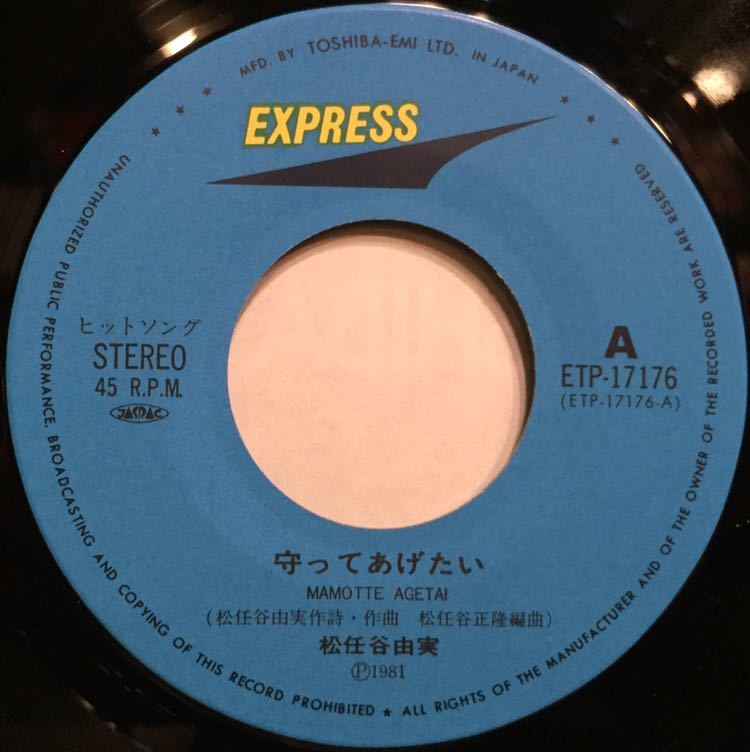 MFD. BY TOSHIBA-EMI LTD. IN JAPAN
EXPRESS
ヒットソング
STEREO
45 R.P.M.
JASRAC
A
ETP-17176
(ETP-17176-A)
守ってあげたい
MAMOTTE AGETAI
(松任谷由実作詩・作曲 松任谷正隆編曲)
松任谷由実
Ⓟ1981
★ ★ ★ UNAUTHORIZED PUBLIC PERFORMANCE, BROADCASTING AND COPYING OF THIS RECORD PROHIBITED ★ ALL RIGHTS OF THE MANUFACTURER AND OF THE OWNER OF THE RECORDED WORK ARE RESERVED ★ ★ ★